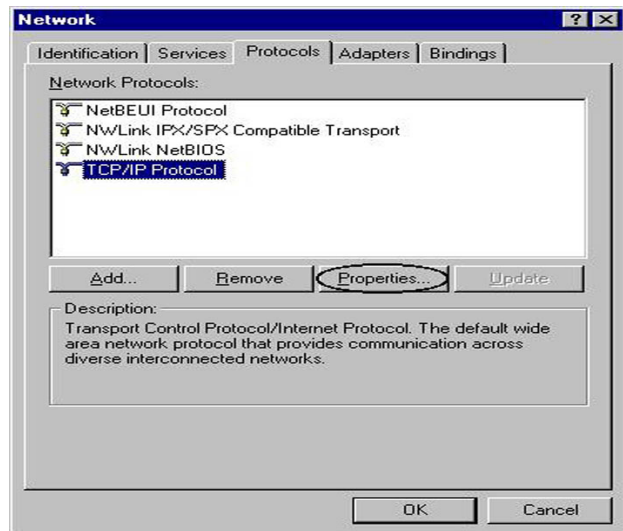 Network
Identification Services Protocols Adapters Bindings
Network Protocols:
NetBEUI Protocol
NWLink IPX/SPX Compatible Transport
NWLink NetBIOS
TCP/IP Protocol
Add... Remove Properties... Update
Description:
Transport Control Protocol/Internet Protocol. The default wide
area network protocol that provides communication across
diverse interconnected networks.
OK Cancel